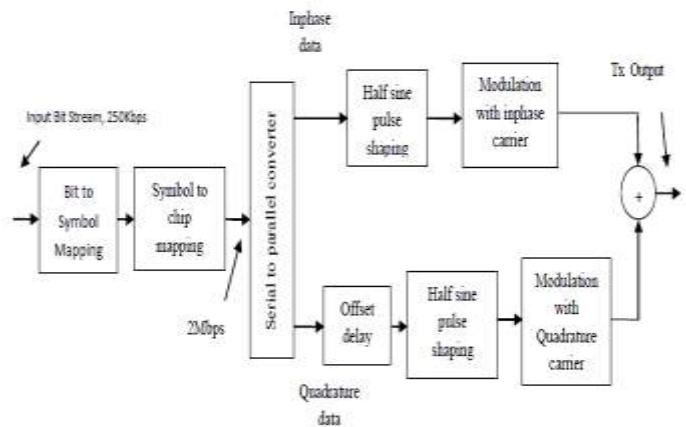 Inphase
data
Tx Output
Input Bit Stream, 250Kbps
Bit to
Symbol
Mapping
Symbol to
chip
mapping
2Mbps
Serial to parallel converter
Half sine
pulse
shaping
Modulation
with inphase
carrier
+
Offset
delay
Half sine
pulse
shaping
Modulation
with
Quadrature
carrier
Quadrature
data